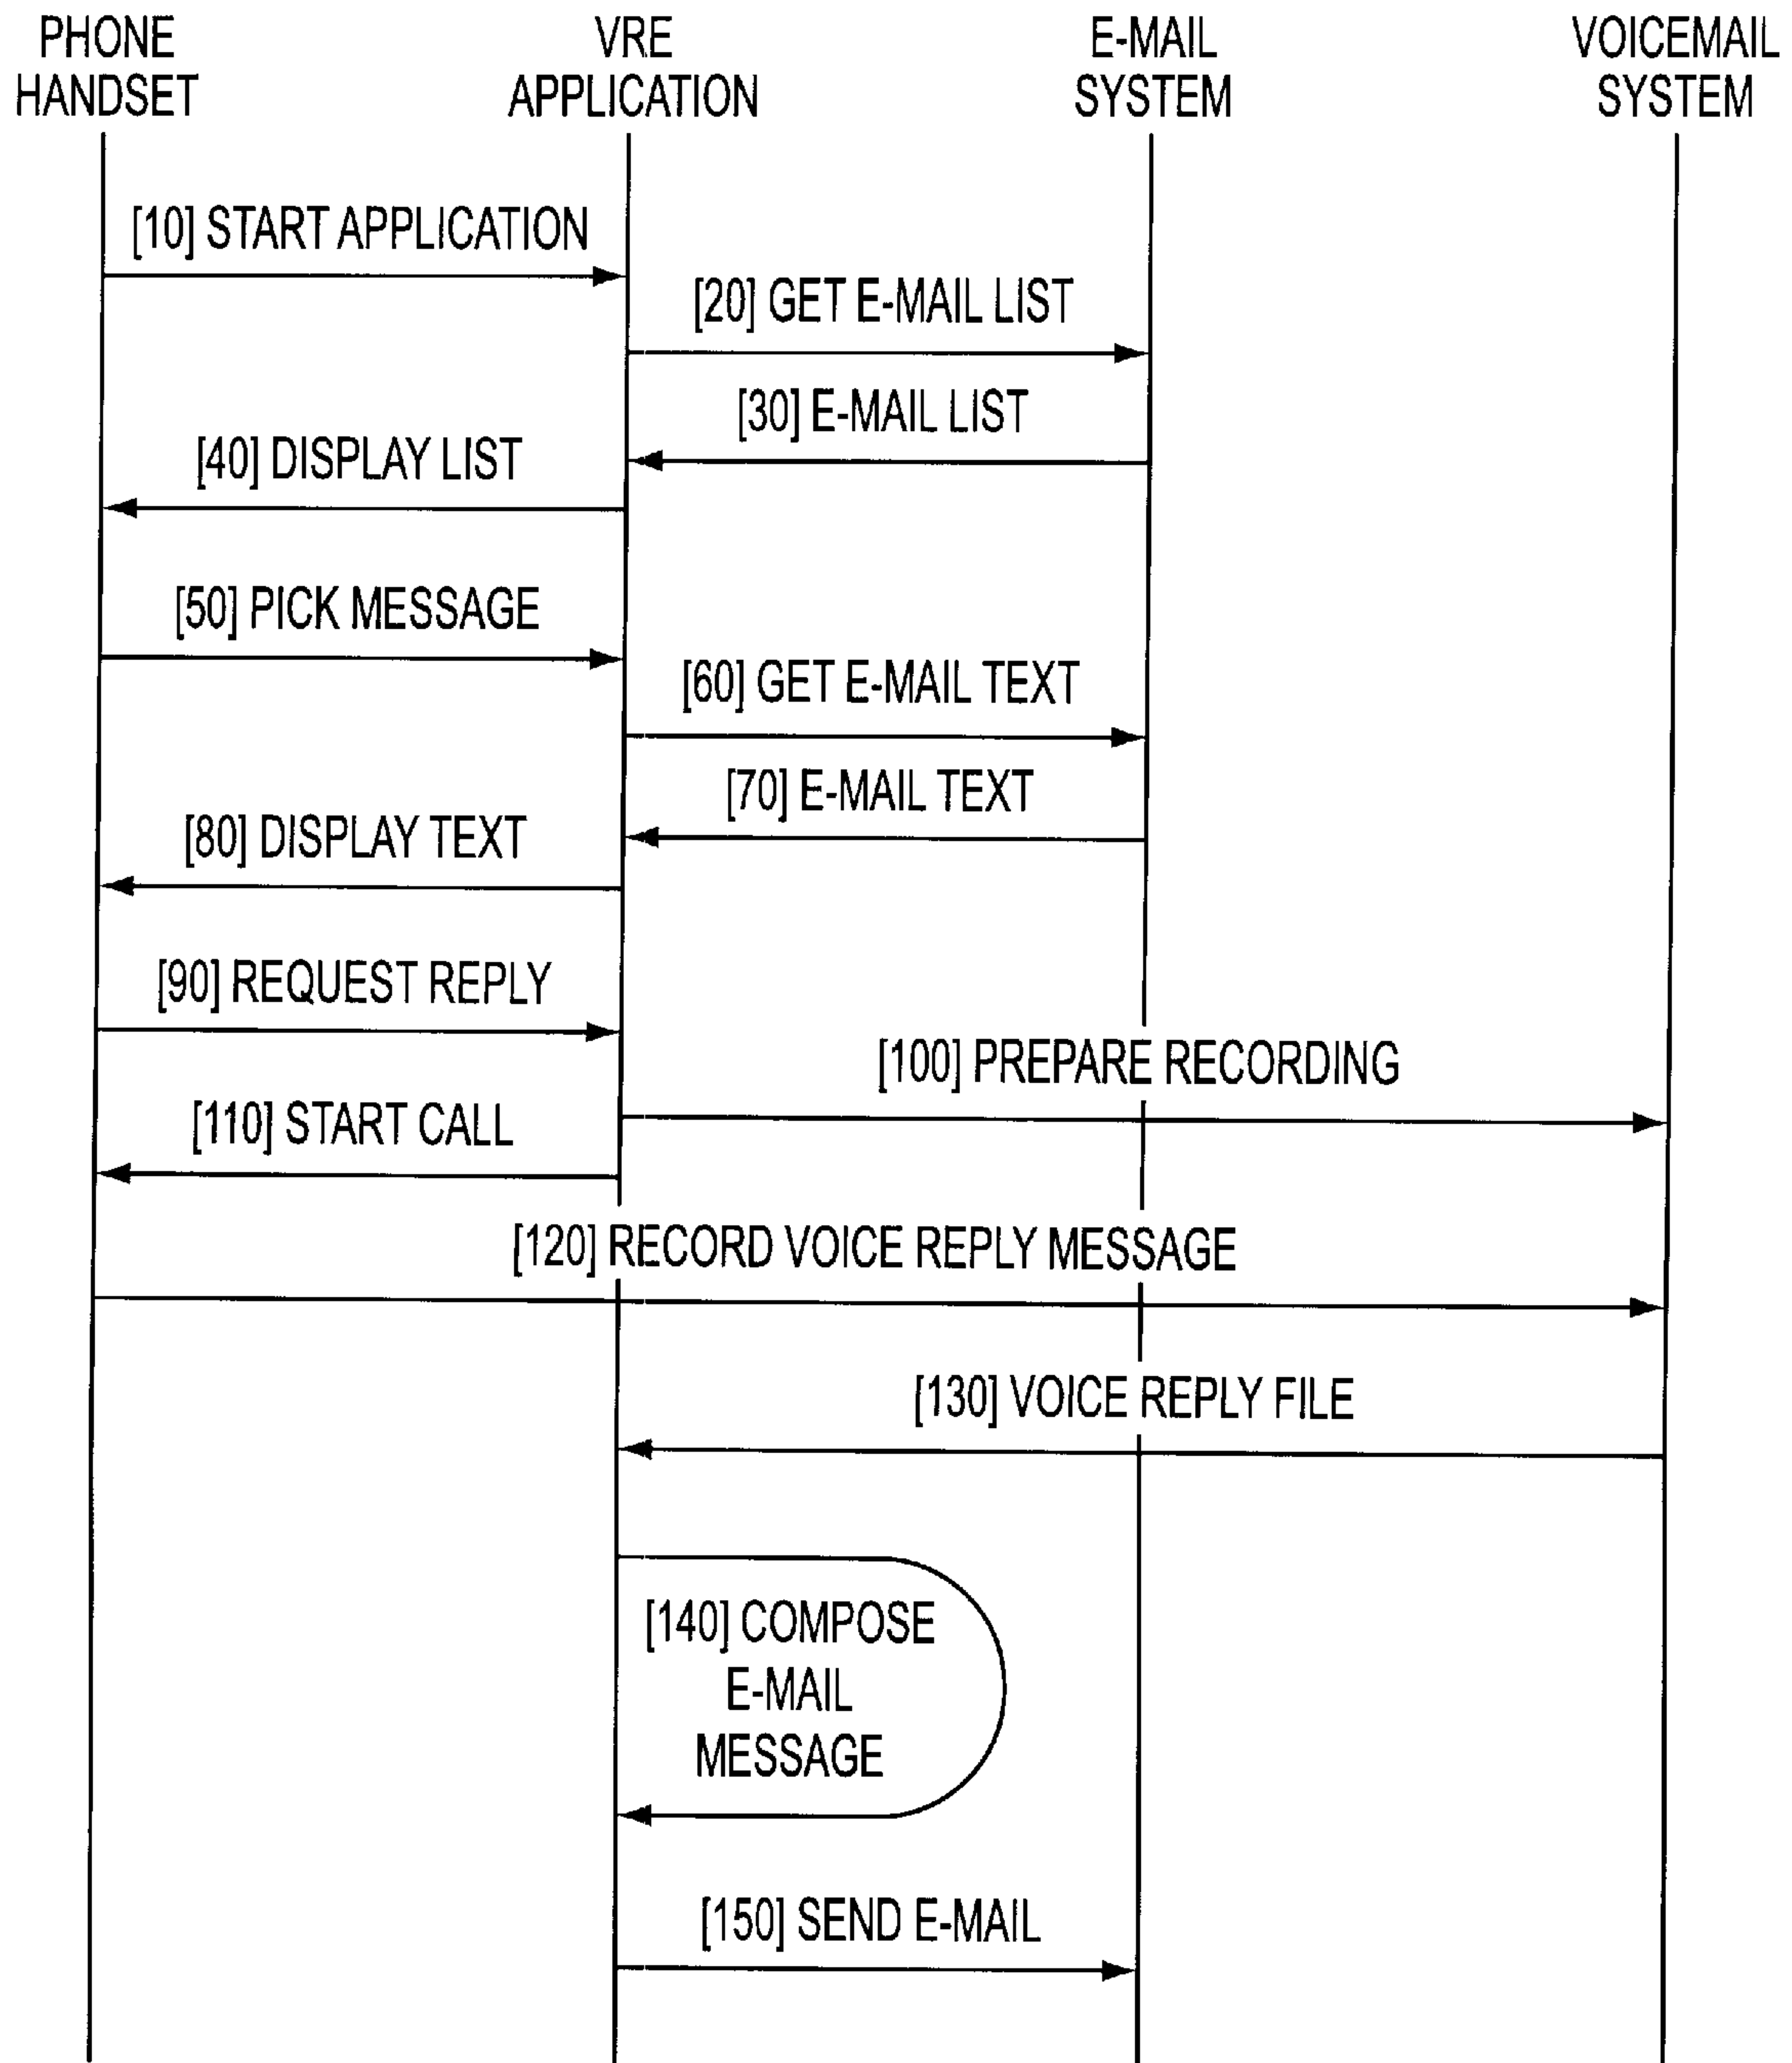 PHONE
HANDSET
VRE
APPLICATION
E-MAIL
SYSTEM
VOICEMAIL
SYSTEM
[10] START APPLICATION
[20] GET E-MAIL LIST
[30] E-MAIL LIST
[40] DISPLAY LIST
[50] PICK MESSAGE
[60] GET E-MAIL TEXT
[70] E-MAIL TEXT
[80] DISPLAY TEXT
[90] REQUEST REPLY
[100] PREPARE RECORDING
[110] START CALL
[120] RECORD VOICE REPLY MESSAGE
[130] VOICE REPLY FILE
[140] COMPOSE
E-MAIL
MESSAGE
[150] SEND E-MAIL